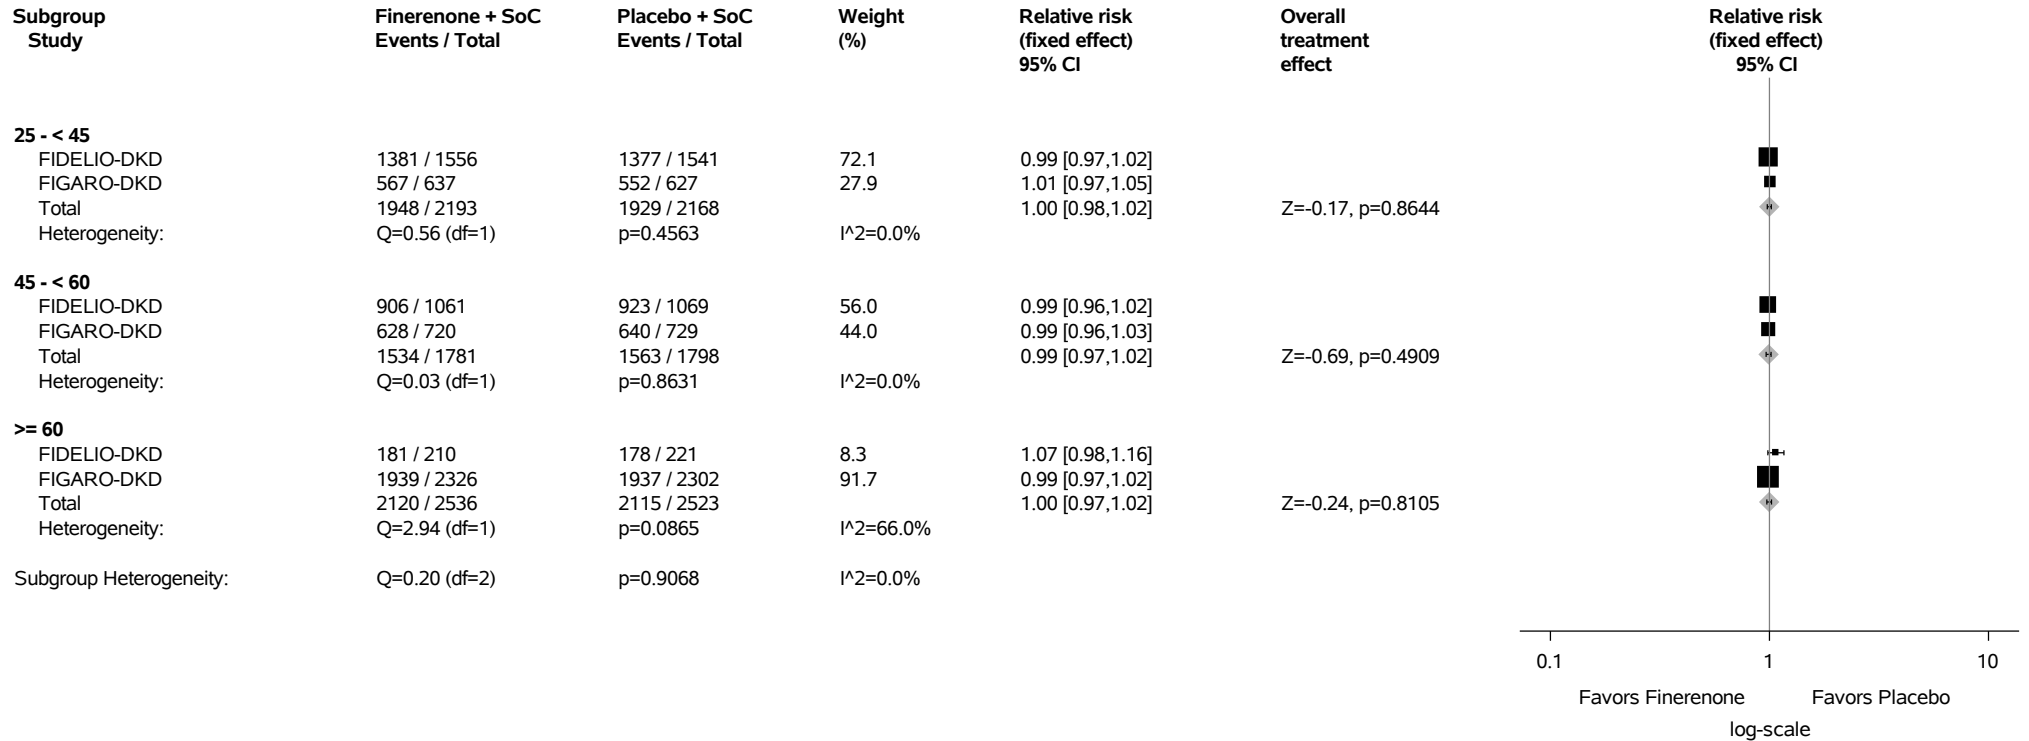 Subgroup Finerenone + SoC Placebo + SoC Weight Relative risk Overall Relative risk
Study Events / Total Events / Total (%) (fixed effect) treatment (fixed effect)
95% CI effect 95% CI
25 - < 45
FIDELIO-DKD 1381 / 1556 1377 / 1541 72.1 0.99 [0.97,1.02]
FIGARO-DKD 567 / 637 552 / 627 27.9 1.01 [0.97,1.05]
Total 1948 / 2193 1929 / 2168 1.00 [0.98,1.02] Z=-0.17, p=0.8644
Heterogeneity: Q=0.56 (df=1) p=0.4563 I^2=0.0%
45 - < 60
FIDELIO-DKD 906 / 1061 923 / 1069 56.0 0.99 [0.96,1.02]
FIGARO-DKD 628 / 720 640 / 729 44.0 0.99 [0.96,1.03]
Total 1534 / 1781 1563 / 1798 0.99 [0.97,1.02] Z=-0.69, p=0.4909
Heterogeneity: Q=0.03 (df=1) p=0.8631 I^2=0.0%
>= 60
FIDELIO-DKD 181 / 210 178 / 221 8.3 1.07 [0.98,1.16]
FIGARO-DKD 1939 / 2326 1937 / 2302 91.7 0.99 [0.97,1.02]
Total 2120 / 2536 2115 / 2523 1.00 [0.97,1.02] Z=-0.24, p=0.8105
Heterogeneity: Q=2.94 (df=1) p=0.0865 I^2=66.0%
Subgroup Heterogeneity: Q=0.20 (df=2) p=0.9068 I^2=0.0%
0.1 1 10
Favors Finerenone Favors Placebo
log-scale